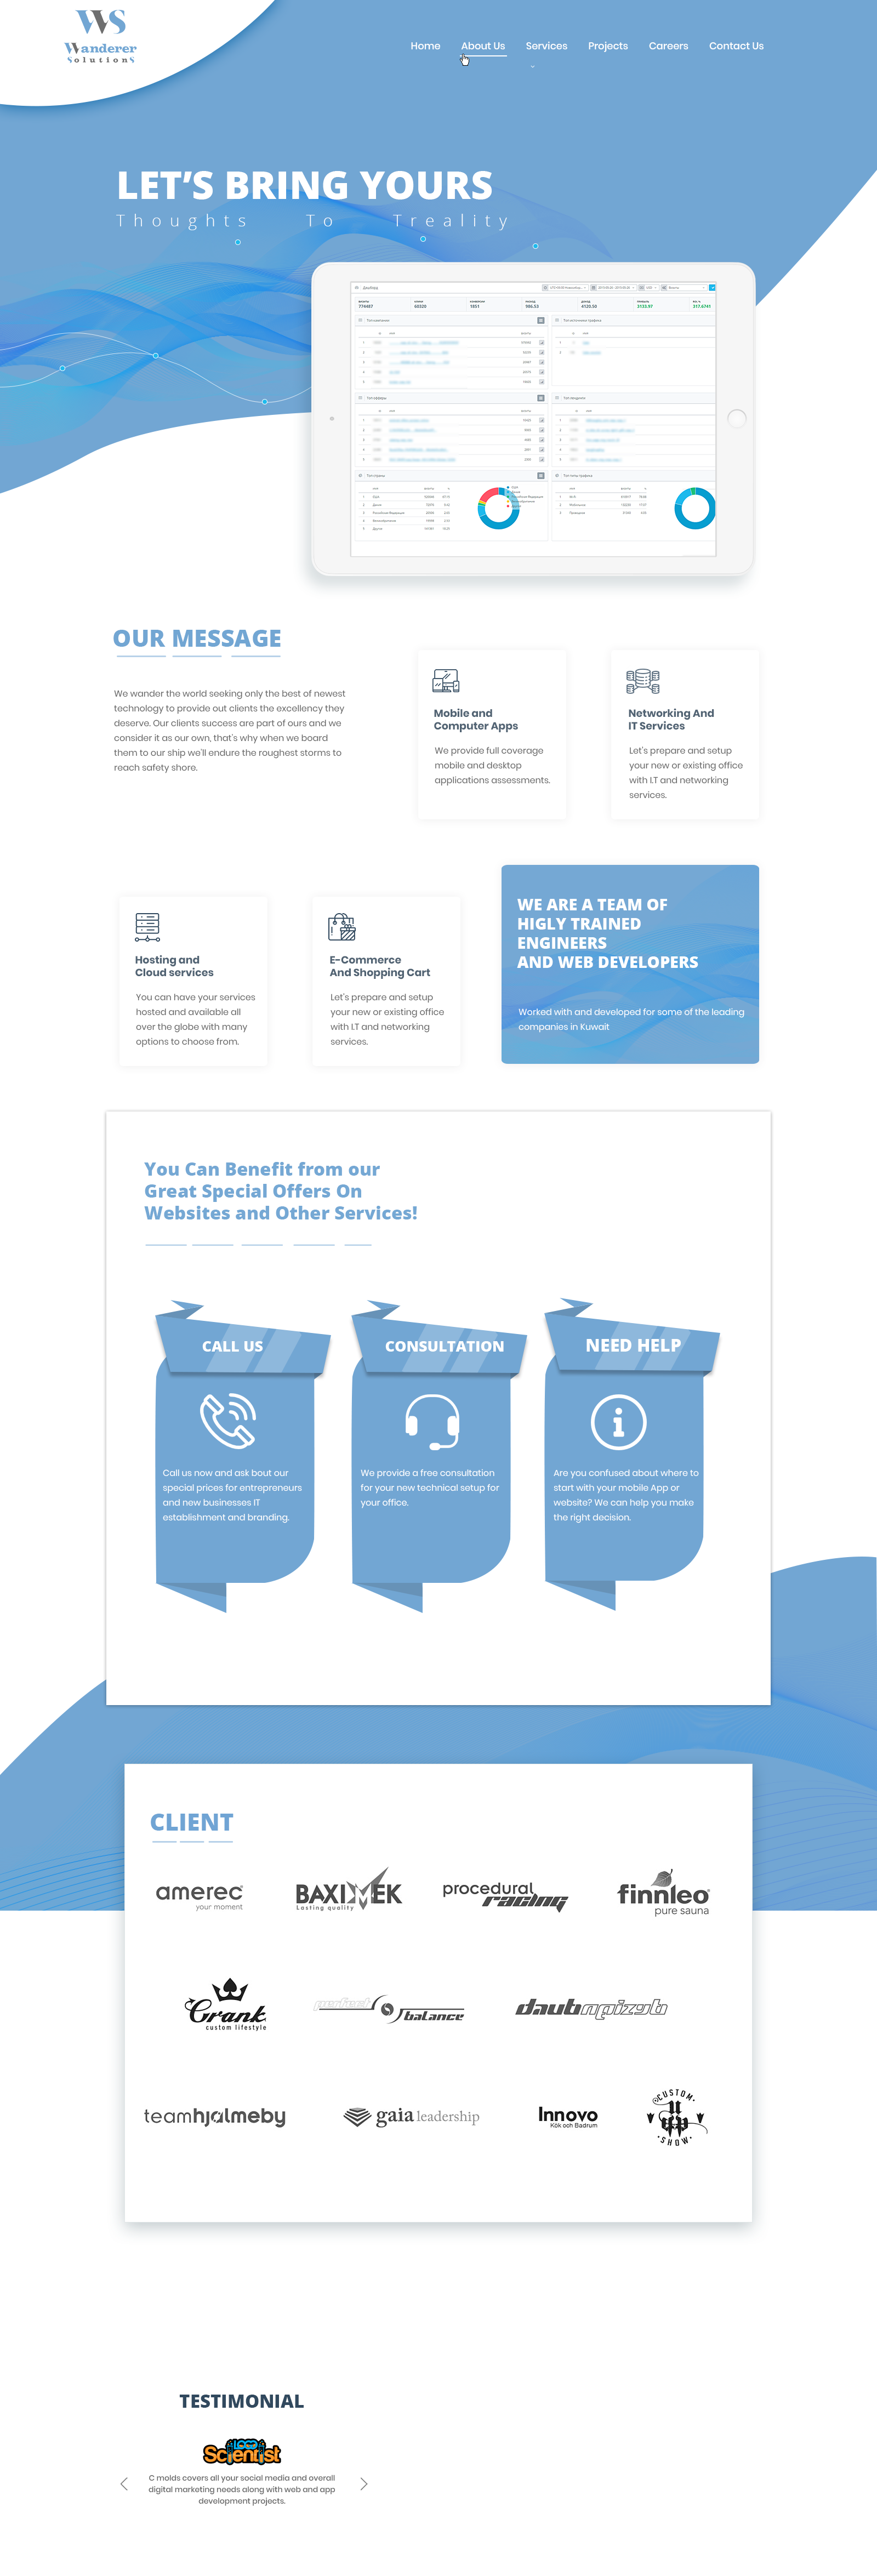 WS
Wanderer
SolutionS
Home About Us Services Projects Careers Contact Us
LET'S BRING YOURS
Thoughts To Treality
OUR MESSAGE
We wander the world seeking only the best of newest
technology to provide out clients the excellency they
deserve. Our clients success are part of ours and we
consider it as our own, that's why when we board
them to our ship we'll endure the roughest storms to
reach safety shore.
Mobile and
Computer Apps
We provide full coverage
mobile and desktop
applications assessments.
Networking And
IT Services
Let's prepare and setup
your new or existing office
with I.T and networking
services.
Hosting and
Cloud services
You can have your services
hosted and available all
over the globe with many
options to choose from.
E-Commerce
And Shopping Cart
Let's prepare and setup
your new or existing office
with I.T and networking
services.
WE ARE A TEAM OF
HIGLY TRAINED
ENGINEERS
AND WEB DEVELOPERS
Worked with and developed for some of the leading
companies in Kuwait
You Can Benefit from our
Great Special Offers On
Websites and Other Services!
CALL US
Call us now and ask bout our
special prices for entrepreneurs
and new businesses IT
establishment and branding.
CONSULTATION
We provide a free consultation
for your new technical setup for
your office.
NEED HELP
Are you confused about where to
start with your mobile App or
website? We can help you make
the right decision.
CLIENT
amerec
your moment
BAXIMEK
Lasting quality
procedural
racing
finnleo
pure sauna
Crank
custom lifestyle
perfect
balance
daubnpizgb
teamhjälmeby
gaia leadership
Innovo
Kök och Badrum
CUSTOM
SHOW
TESTIMONIAL
LOGO
Scientist
C molds covers all your social media and overall
digital marketing needs along with web and app
development projects.